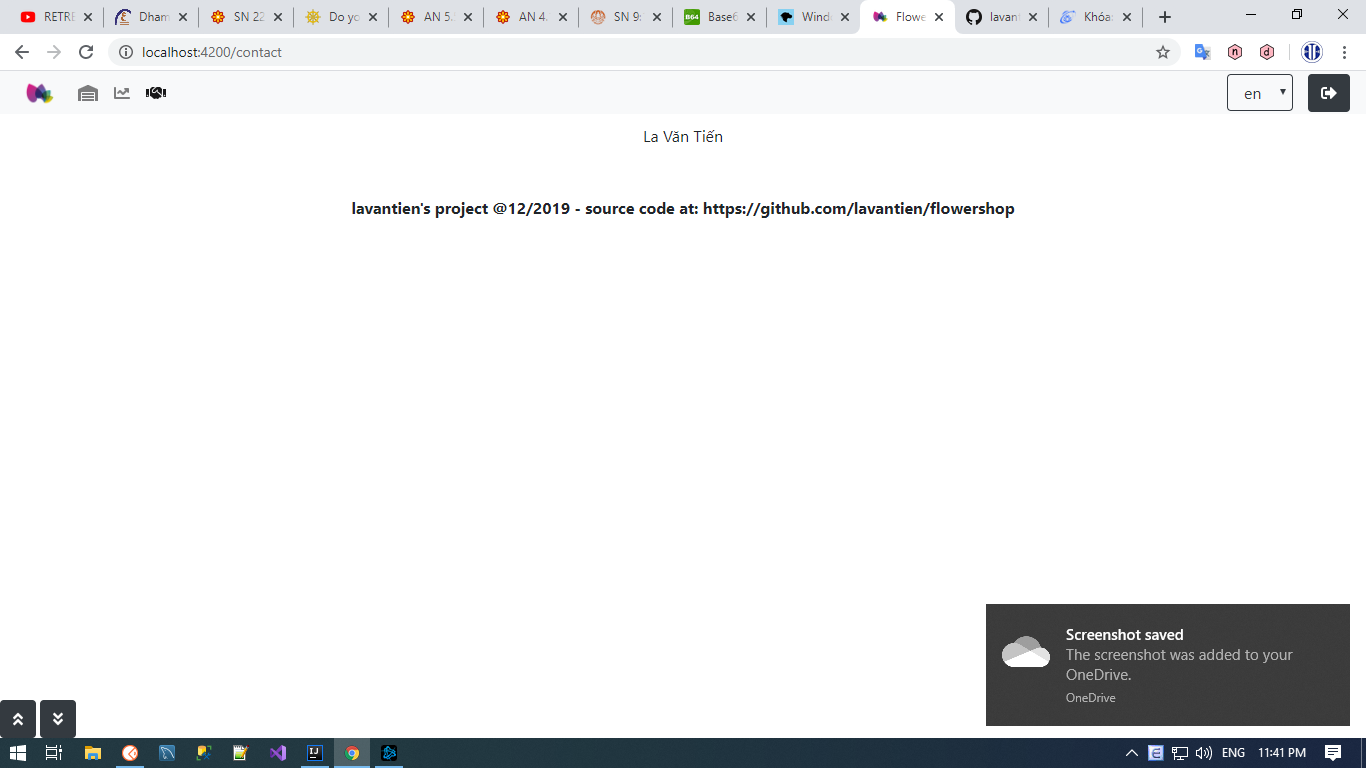 RETRE
Dham
SN 22
Do yo
AN 5.
AN 4.
SN 9
B64
Base6
Wind
Flowe
lavant
Khóa
localhost:4200/contact
n
d
en
La Văn Tiến
lavantien's project @12/2019 - source code at: https://github.com/lavantien/flowershop
Screenshot saved
The screenshot was added to your
OneDrive.
OneDrive
IJ
E
ENG
11:41 PM